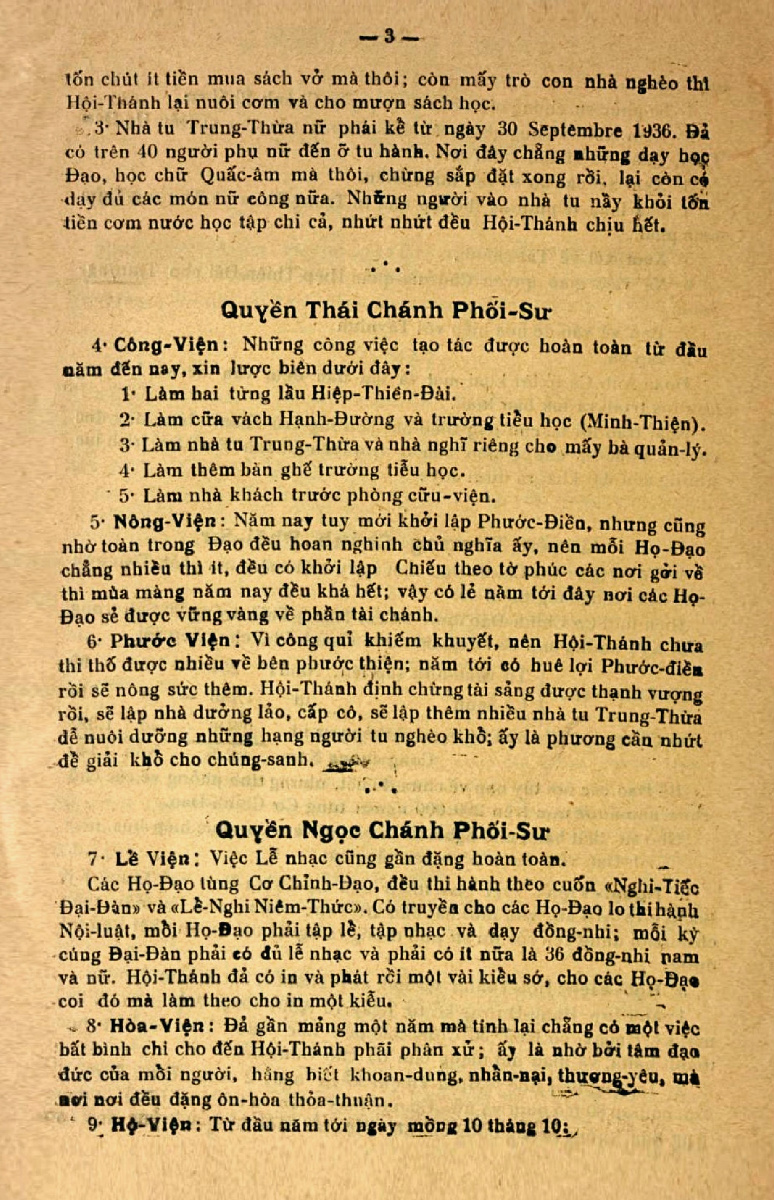 — 3 —
tốn chút ít tiền mua sách vở mà thôi; còn mấy trò con nhà nghèo thì
Hội-Thánh lại nuôi cơm và cho mượn sách học.
3· Nhà tu Trung-Thừa nữ phái kể từ ngày 30 Septembre 1936. Đả
có trên 40 người phụ nữ đến ở tu hành. Nơi đây chẳng những dạy học
Đạo, học chữ Quấc-âm mà thôi, chừng sắp đặt xong rồi, lại còn có
dạy đủ các món nữ công nữa. Những người vào nhà tu nầy khỏi tốn
tiền cơm nước học tập chi cả, nhứt nhứt đều Hội-Thánh chịu hết.
Quyền Thái Chánh Phối-Sư
4· Công-Viện: Những công việc tạo tác được hoàn toàn từ đầu
năm đến nay, xin lược biên dưới đây:
1· Làm hai từng lầu Hiệp-Thiên-Đài.
2· Làm cữa vách Hạnh-Đường và trường tiều học (Minh-Thiện).
3· Làm nhà tu Trung-Thừa và nhà nghĩ riêng cho mấy bà quản-lý.
4· Làm thêm bàn ghế trường tiễu học.
5· Làm nhà khách trước phòng cữu-viện.
5· Nông-Viện: Năm nay tuy mới khởi lập Phước-Điền, nhưng cũng
nhờ toàn trong Đạo đều hoan nghinh chủ nghĩa ấy, nên mỗi Họ-Đạo
chẳng nhiều thì ít, đều có khởi lập Chiếu theo tờ phúc các nơi gởi về
thì mùa màng năm nay đều khá hết; vậy có lẻ nằm tới đây nơi các Họ-
Đạo sẻ được vững vàng về phần tài chánh.
6· Phước Viện: Vì công quỉ khiếm khuyết, nên Hội-Thánh chưa
thi thố được nhiều về bên phước thiện; năm tới có huê lợi Phước-điền
rồi sẽ nông sức thêm. Hội-Thánh định chừng tài sảng được thạnh vượng
rồi, sẽ lập nhà dưởng lảo, cấp cô, sẽ lập thêm nhiều nhà tu Trung-Thừa
để nuôi dưỡng những hạng người tu nghèo khổ; ấy là phương cần nhứt
đề giải khổ cho chúng-sanh.
Quyền Ngọc Chánh Phối-Sư
7· Lề Viện: Việc Lễ nhạc cũng gần đặng hoàn toàn.
Các Họ-Đạo tùng Cơ Chỉnh-Đạo, đều thi hành theo cuốn «Nghi-Tiếc
Đại-Đàn» và «Lề-Nghi Niêm-Thức». Có truyền cho các Họ-Đạo lo thi hành
Nội-luật, mỗi Họ-Đạo phải tập lể, tập nhạc và dạy đồng-nhi; mỗi kỳ
cúng Đại-Đàn phải có đủ lễ nhạc và phải có ít nữa là 36 đồng-nhi nam
và nữ. Hội-Thánh đả có in và phát rồi một vài kiểu sớ, cho các Họ-Đạo
coi đó mà làm theo cho in một kiểu.
8· Hòa-Viện: Đả gần mảng một năm mà tính lại chẳng có một việc
bất bình chi cho đến Hội-Thánh phải phân xử; ấy là nhờ bởi tâm đạo
đức của mỗi người, hằng biết khoan-dung, nhằn-nại, thương-yêu, mà
nơi nơi đều đặng ôn-hòa thỏa-thuận.
9· Hộ-Viện: Từ đầu năm tới ngày mồng 10 tháng 10: